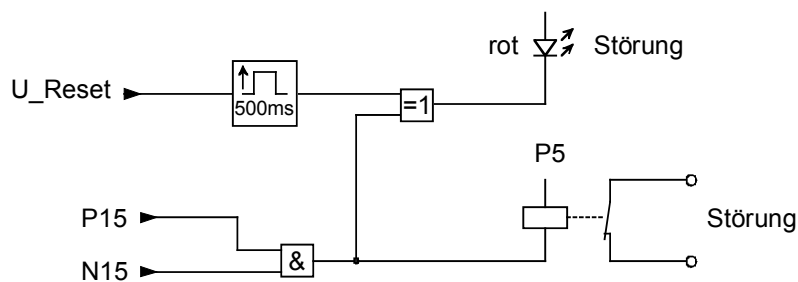 rot Störung
U_Reset
500ms
=1
P5
P15
Störung
&
N15